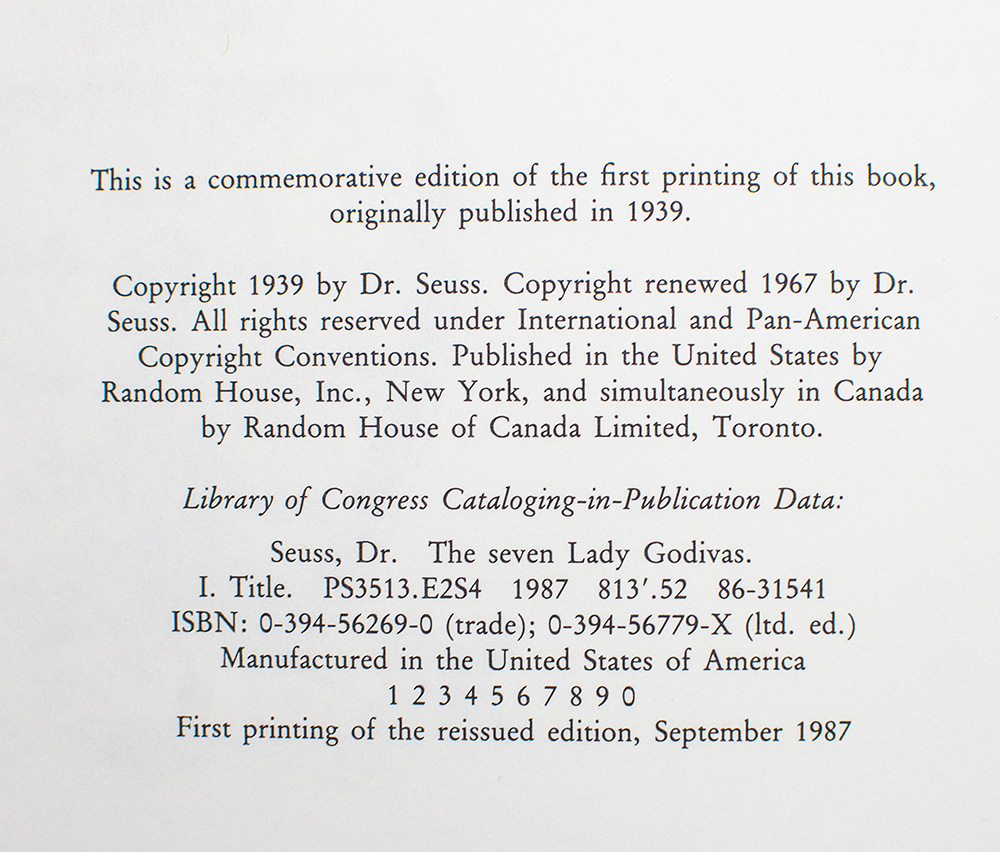 This is a commemorative edition of the first printing of this book,
originally published in 1939.
Copyright 1939 by Dr. Seuss. Copyright renewed 1967 by Dr.
Seuss. All rights reserved under International and Pan-American
Copyright Conventions. Published in the United States by
Random House, Inc., New York, and simultaneously in Canada
by Random House of Canada Limited, Toronto.
Library of Congress Cataloging-in-Publication Data:
Seuss, Dr. The seven Lady Godivas.
I. Title. PS3513.E2S4 1987 813′.52 86-31541
ISBN: 0-394-56269-0 (trade); 0-394-56779-X (ltd. ed.)
Manufactured in the United States of America
1 2 3 4 5 6 7 8 9 0
First printing of the reissued edition, September 1987